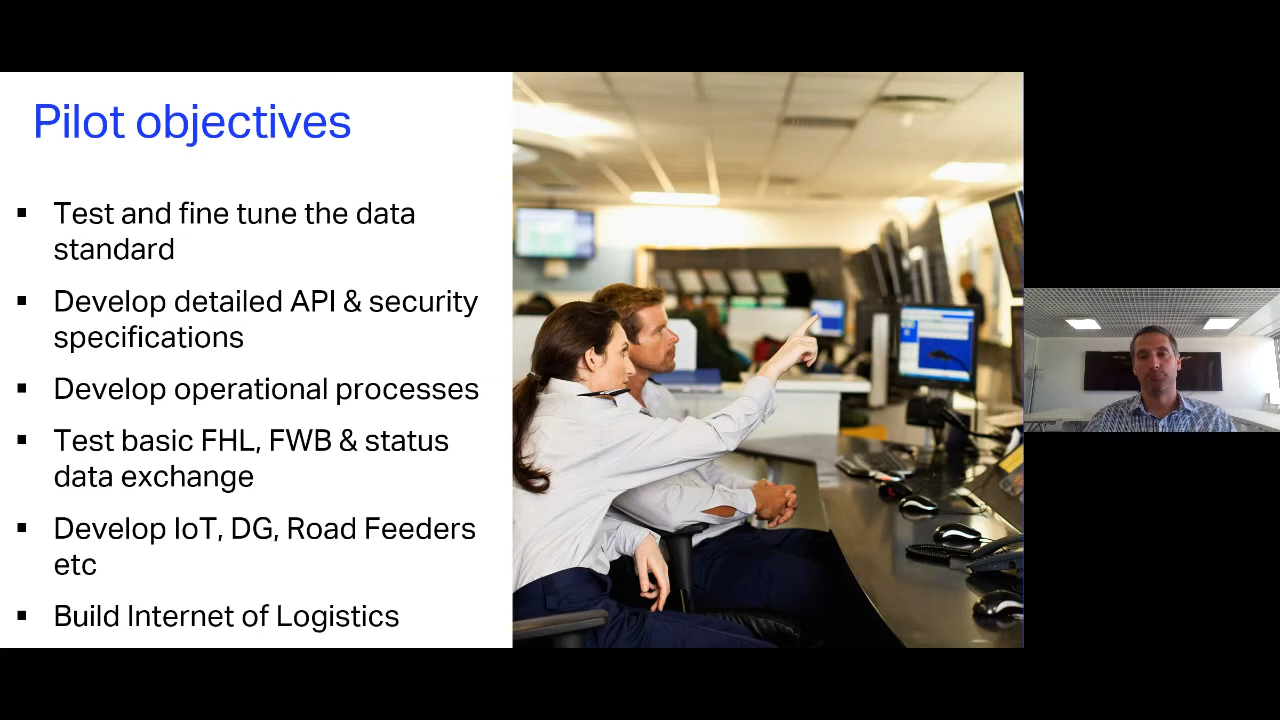 Pilot objectives
▪ Test and fine tune the data
standard
▪ Develop detailed API & security
specifications
▪ Develop operational processes
▪ Test basic FHL, FWB & status
data exchange
▪ Develop IoT, DG, Road Feeders
etc
▪ Build Internet of Logistics